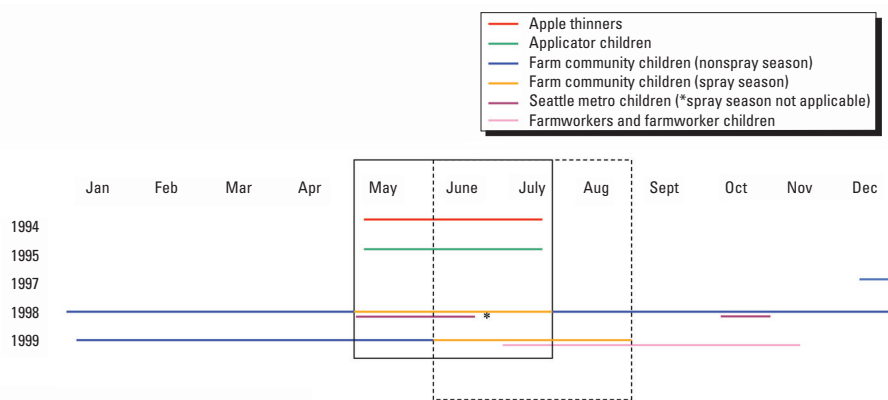 Apple thinners
Applicator children
Farm community children (nonspray season)
Farm community children (spray season)
Seattle metro children (*spray season not applicable)
Farmworkers and farmworker children
Jan Feb Mar Apr May June July Aug Sept Oct Nov Dec
1994
1995
1997
1998
*
1999